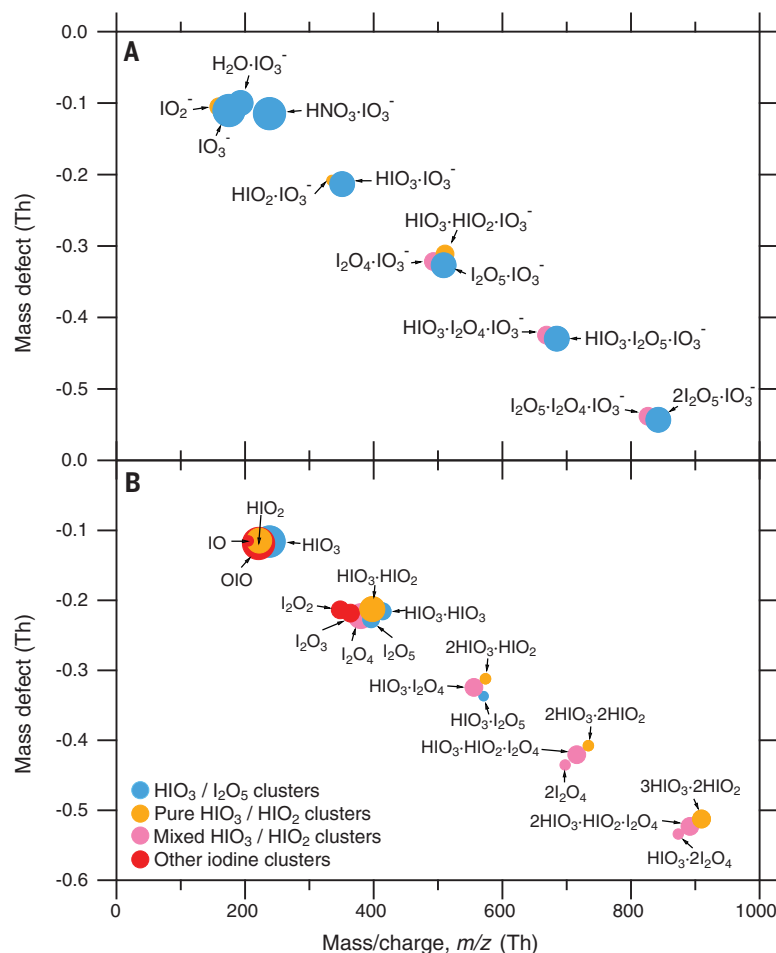 0.0
A
H₂O·IO₃⁻
-0.1
IO₂⁻
HNO₃·IO₃⁻
IO₃⁻
-0.2
HIO₂·IO₃⁻
HIO₃·IO₃⁻
HIO₃·HIO₂·IO₃⁻
-0.3
I₂O₄·IO₃⁻
I₂O₅·IO₃⁻
-0.4
HIO₃·I₂O₄·IO₃⁻
HIO₃·I₂O₅·IO₃⁻
-0.5
I₂O₅·I₂O₄·IO₃⁻
2I₂O₅·IO₃⁻
0.0
Mass defect (Th)
B
HIO₂
-0.1
IO
HIO₃
OIO
HIO₃·HIO₂
-0.2
I₂O₂
HIO₃·HIO₃
I₂O₃
I₂O₄
I₂O₅
2HIO₃·HIO₂
-0.3
HIO₃·I₂O₄
HIO₃·I₂O₅
2HIO₃·2HIO₂
-0.4
HIO₃·HIO₂·I₂O₄
2I₂O₄
3HIO₃·2HIO₂
-0.5
2HIO₃·HIO₂·I₂O₄
HIO₃·2I₂O₄
-0.6
Mass defect (Th)
HIO₃ / I₂O₅ clusters
Pure HIO₃ / HIO₂ clusters
Mixed HIO₃ / HIO₂ clusters
Other iodine clusters
0 200 400 600 800 1000
Mass/charge, m/z (Th)